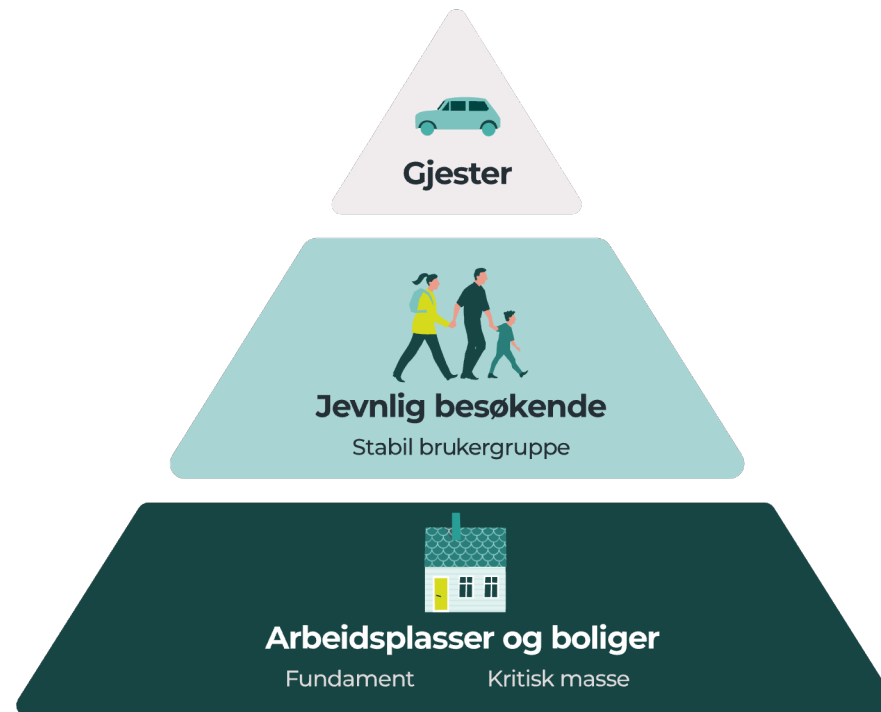 Gjester
Jevnlig besøkende
Stabil brukergruppe
Arbeidsplasser og boliger
Fundament Kritisk masse